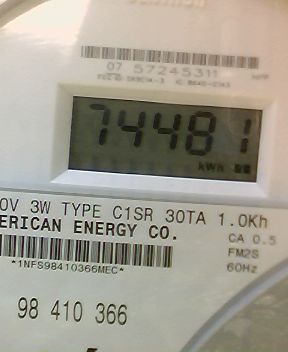 07 57245311
74481
kWh
0V 3W TYPE C1SR 30TA 1.0Kh
ERICAN ENERGY CO.
CA 0.5
*1NFS98410366MEC*
FM2S
60Hz
98 410 366